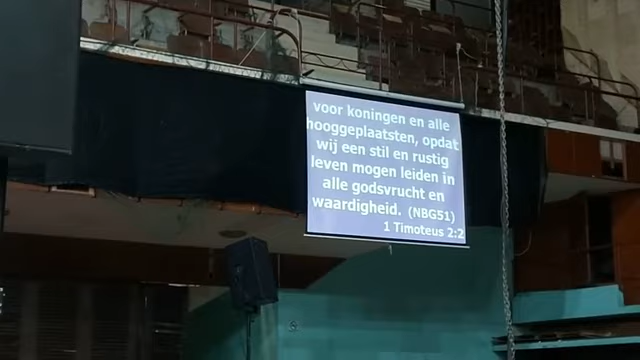 voor koningen en alle
hooggeplaatsten, opdat
wij een stil en rustig
leven mogen leiden in
alle godsvrucht en
waardigheid. (NBG51)
1 Timoteus 2:2